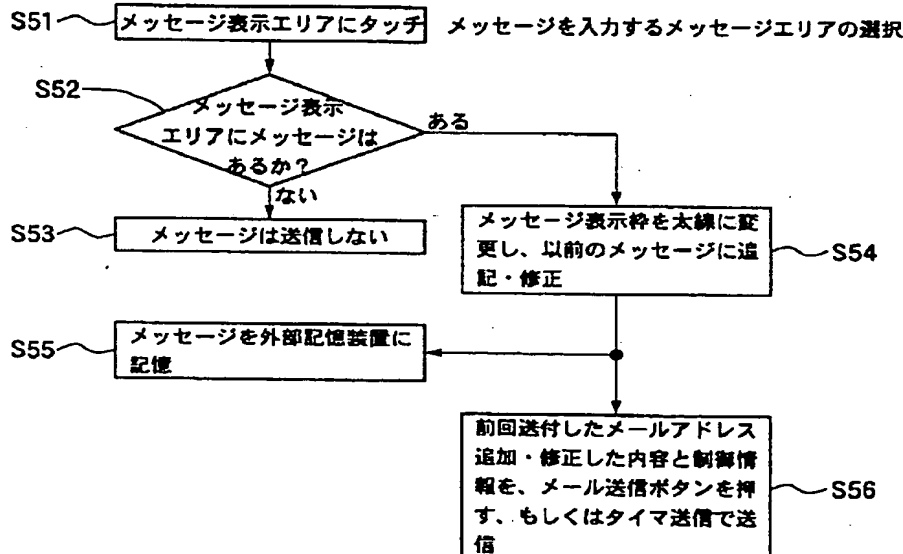 S51
メッセージ表示エリアにタッチ
メッセージを入力するメッセージエリアの選択
S52
メッセージ表示
エリアにメッセージは
あるか?
ある
ない
S53
メッセージは送信しない
メッセージ表示枠を太線に変
更し、以前のメッセージに追
記・修正
S54
S55
メッセージを外部記憶装置に
記憶
前回送付したメールアドレス
追加・修正した内容と制御情
報を、メール送信ボタンを押
す、もしくはタイマ送信で送
信
S56